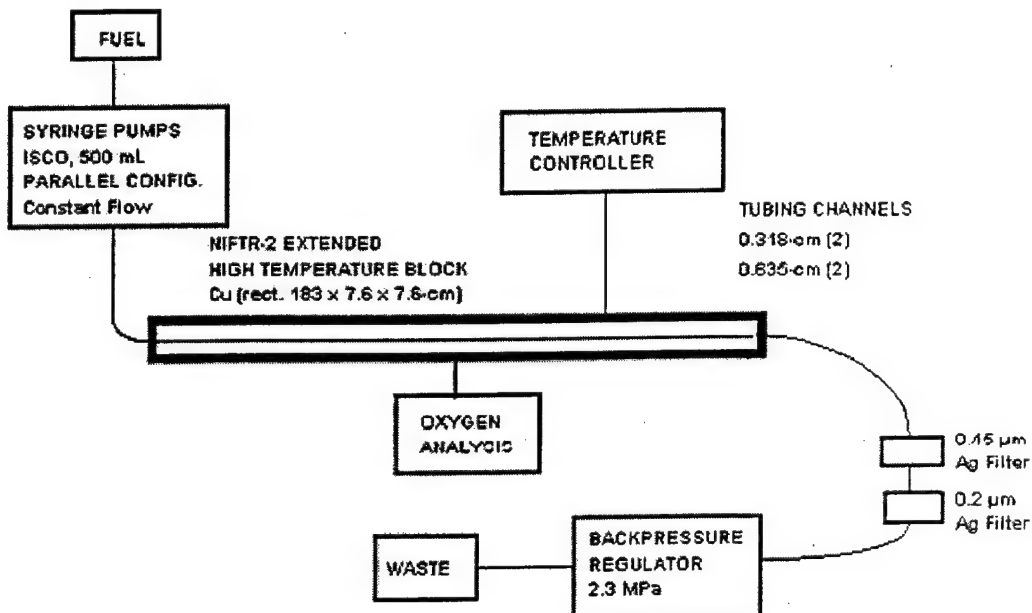 FUEL
SYRINGE PUMPS
ISCO, 500 mL
PARALLEL CONFIG.
Constant Flow
TEMPERATURE
CONTROLLER
TUBING CHANNELS
0.318-cm (2)
0.635-cm (2)
NIFTR-2 EXTENDED
HIGH TEMPERATURE BLOCK
Cu (rect. 183 x 7.6 x 7.6-cm)
OXYGEN
ANALYSIS
0.45 µm
Ag Filter
0.2 µm
Ag Filter
BACKPRESSURE
REGULATOR
2.3 MPa
WASTE